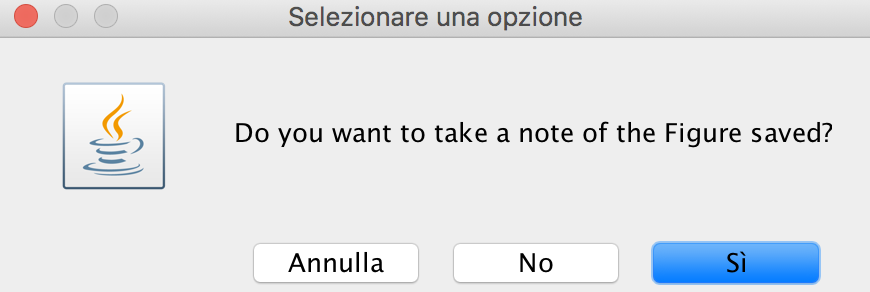 Selezionare una opzione
Do you want to take a note of the Figure saved?
Annulla
No
Sì